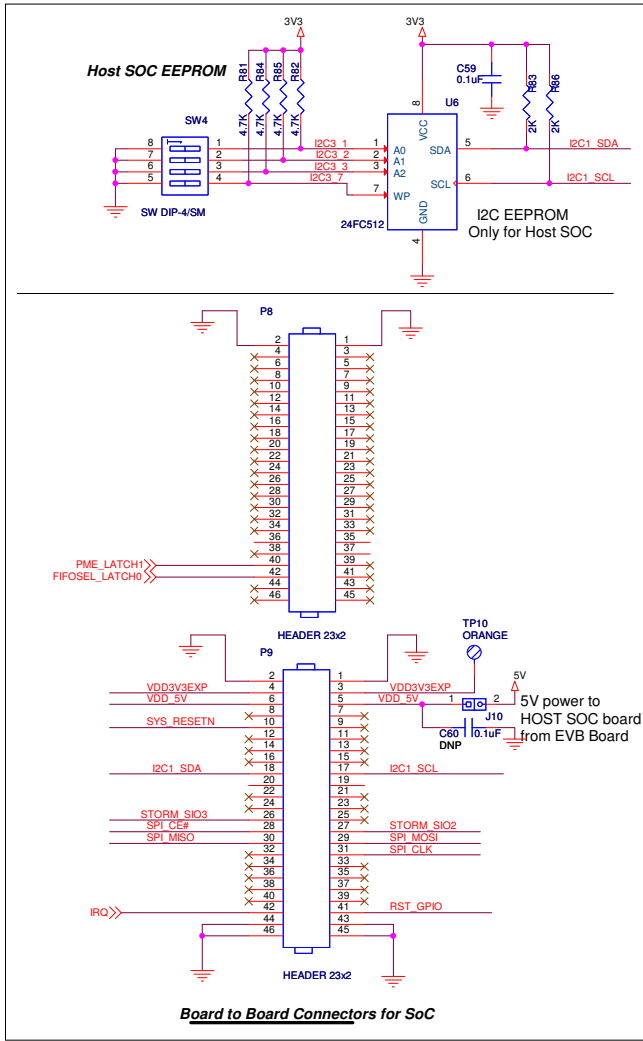 3V3
3V3
Host SOC EEPROM
R81
R84
R85
R82
4.7K
4.7K
4.7K
4.7K
C59
0.1uF
R83
R86
2K
2K
U6
SW4
8
7
6
5
1
2
3
4
SW DIP-4/SM
I2C3_1
I2C3_2
I2C3_3
I2C3_7
1
2
3
7
8
A0
A1
A2
WP
VCC
SDA
SCL
GND
5
6
4
I2C1_SDA
I2C1_SCL
24FC512
I2C EEPROM
Only for Host SOC
P8
2 1
4 3
6 5
8 7
10 9
12 11
14 13
16 15
18 17
20 19
22 21
24 23
26 25
28 27
30 29
32 31
34 33
36 35
38 37
PME_LATCH1 40 39
FIFOSEL_LATCH0 42 41
44 43
46 45
HEADER 23x2
P9
TP10
ORANGE
2 1
VDD3V3EXP 4 3 VDD3V3EXP
VDD_5V 6 5 VDD_5V 1 2 5V
8 7
J10
5V power to
HOST SOC board
from EVB Board
C60 0.1uF
DNP
SYS_RESETN 10 9
12 11
14 13
16 15
I2C1_SDA 18 17 I2C1_SCL
20 19
22 21
24 23
STORM_SIO3 26 25
SPI_CE# 28 27 STORM_SIO2
SPI_MISO 30 29 SPI_MOSI
32 31 SPI_CLK
34 33
36 35
38 37
40 39
IRQ 42 41 RST_GPIO
44 43
46 45
HEADER 23x2
Board to Board Connectors for SoC